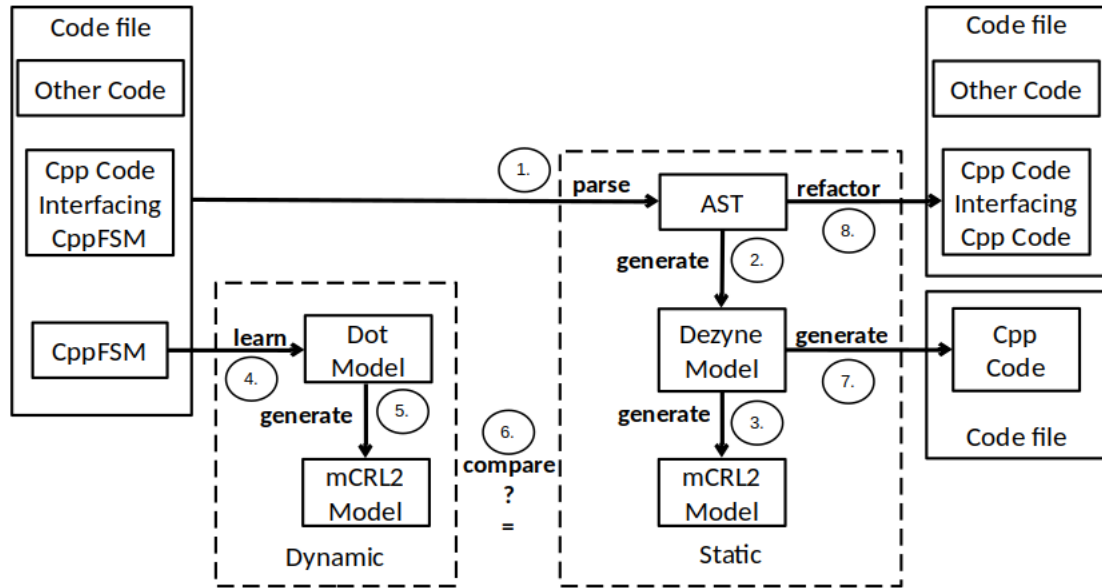 Code file
Other Code
Cpp Code
Interfacing
CppFSM
CppFSM
1.
parse
AST
refactor
8.
generate
2.
Dezyne
Model
generate
7.
generate
3.
mCRL2
Model
Static
learn
4.
Dot
Model
generate
5.
mCRL2
Model
Dynamic
6.
compare
?
=
Code file
Other Code
Cpp Code
Interfacing
Cpp Code
Cpp
Code
Code file